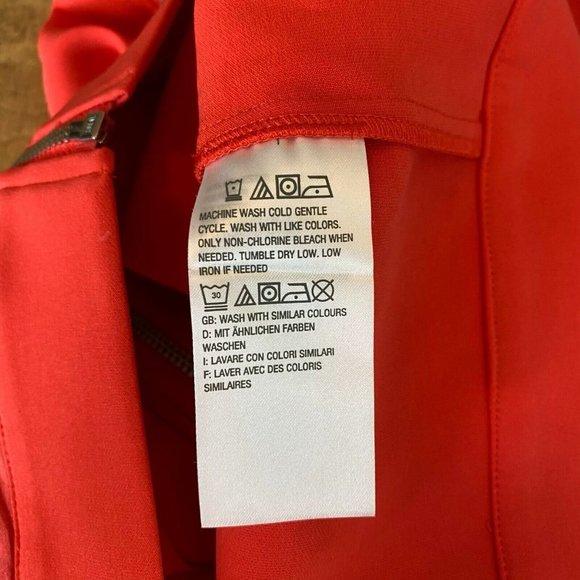 MACHINE WASH COLD GENTLE
CYCLE. WASH WITH LIKE COLORS.
ONLY NON-CHLORINE BLEACH WHEN
NEEDED. TUMBLE DRY LOW. LOW
IRON IF NEEDED
30
GB: WASH WITH SIMILAR COLOURS
D: MIT ÄHNLICHEN FARBEN
WASCHEN
I: LAVARE CON COLORI SIMILARI
F: LAVER AVEC DES COLORIS
SIMILAIRES